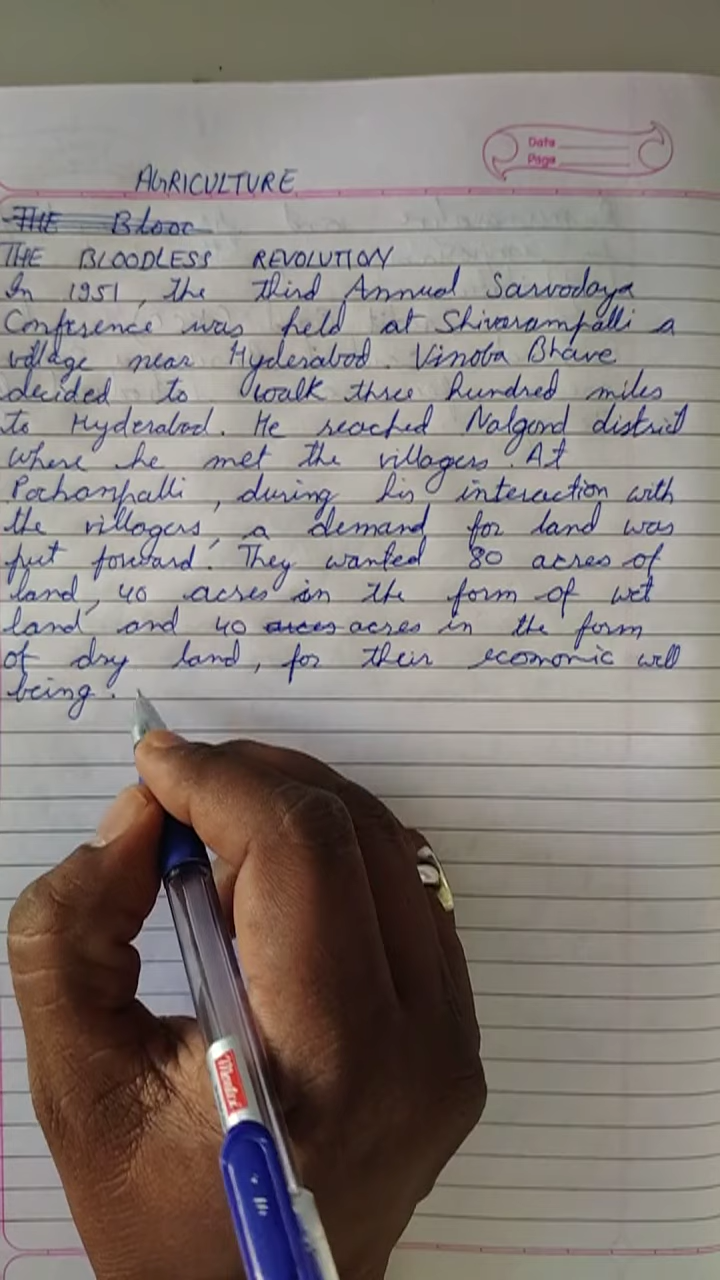 Date
Page
AGRICULTURE
THE Blooc
THE BLOODLESS REVOLUTION
In 1951, the third Annual Sarvodaya
Conference was held at Shivarampalli a
village near Hyderabad. Vinoba Bhave
decided to walk three hundred miles
to Hyderabad. He reached Nalgond district
where he met the villagers. At
Pochampalli, during his interaction with
the villagers, a demand for land was
put forward. They wanted 80 acres of
land, 40 acres in the form of wet
land and 40 acres acres in the form
of dry land, for their economic well
being.